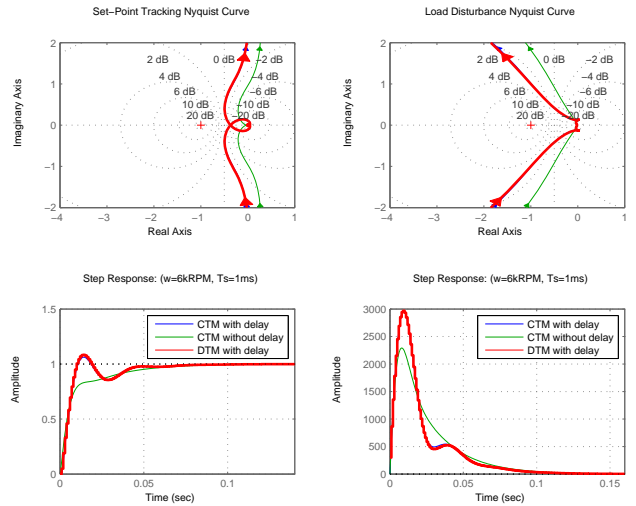 Set−Point Tracking Nyquist Curve
2
1
0
−1
−2
−4
−3
−2
−1
0
1
Imaginary Axis
Real Axis
2 dB
0 dB
−2 dB
4 dB
−4 dB
6 dB
−6 dB
10 dB
−10 dB
20 dB
−20 dB
Load Disturbance Nyquist Curve
2
1
0
−1
−2
−4
−3
−2
−1
0
1
Imaginary Axis
Real Axis
2 dB
0 dB
−2 dB
4 dB
−4 dB
6 dB
−6 dB
10 dB
−10 dB
20 dB
−20 dB
Step Response: (w=6kRPM, Ts=1ms)
1.5
1
0.5
0
0
0.05
0.1
Amplitude
Time (sec)
CTM with delay
CTM without delay
DTM with delay
Step Response: (w=6kRPM, Ts=1ms)
3000
2500
2000
1500
1000
500
0
0
0.05
0.1
0.15
Amplitude
Time (sec)
CTM with delay
CTM without delay
DTM with delay